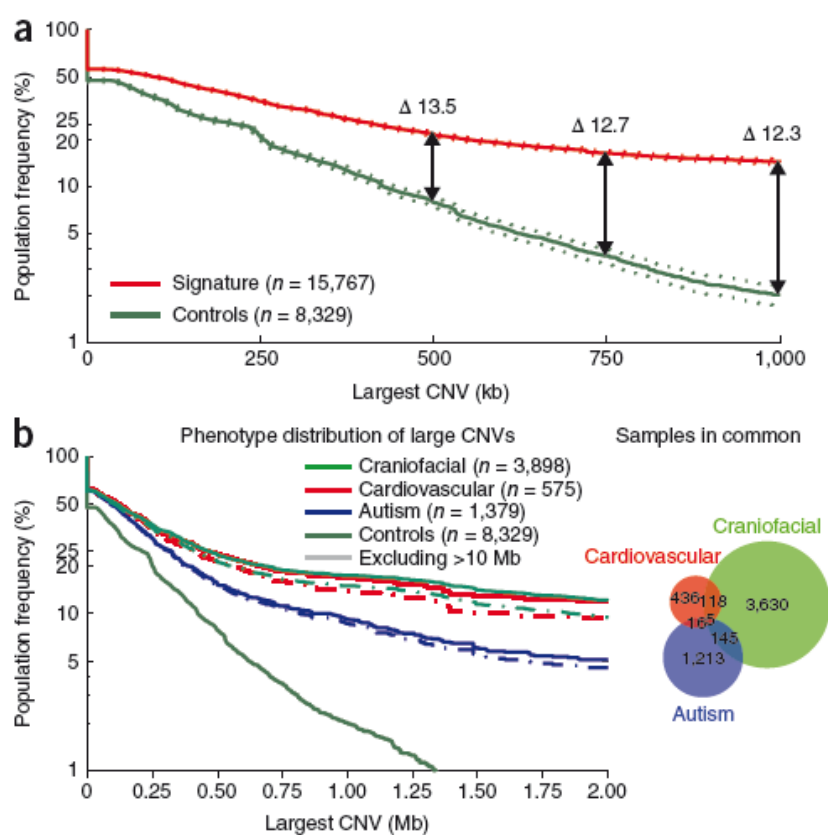 a
100
50
25
20
10
5
1
Population frequency (%)
Δ 13.5
Δ 12.7
Δ 12.3
Signature (n = 15,767)
Controls (n = 8,329)
0 250 500 750 1,000
Largest CNV (kb)
b
Phenotype distribution of large CNVs
Samples in common
100
50
25
20
10
5
1
Population frequency (%)
Craniofacial (n = 3,898)
Cardiovascular (n = 575)
Autism (n = 1,379)
Controls (n = 8,329)
Excluding >10 Mb
0 0.25 0.50 0.75 1.00 1.25 1.50 1.75 2.00
Largest CNV (Mb)
Craniofacial
Cardiovascular
436 118 3,630
16 5
145
1,213
Autism